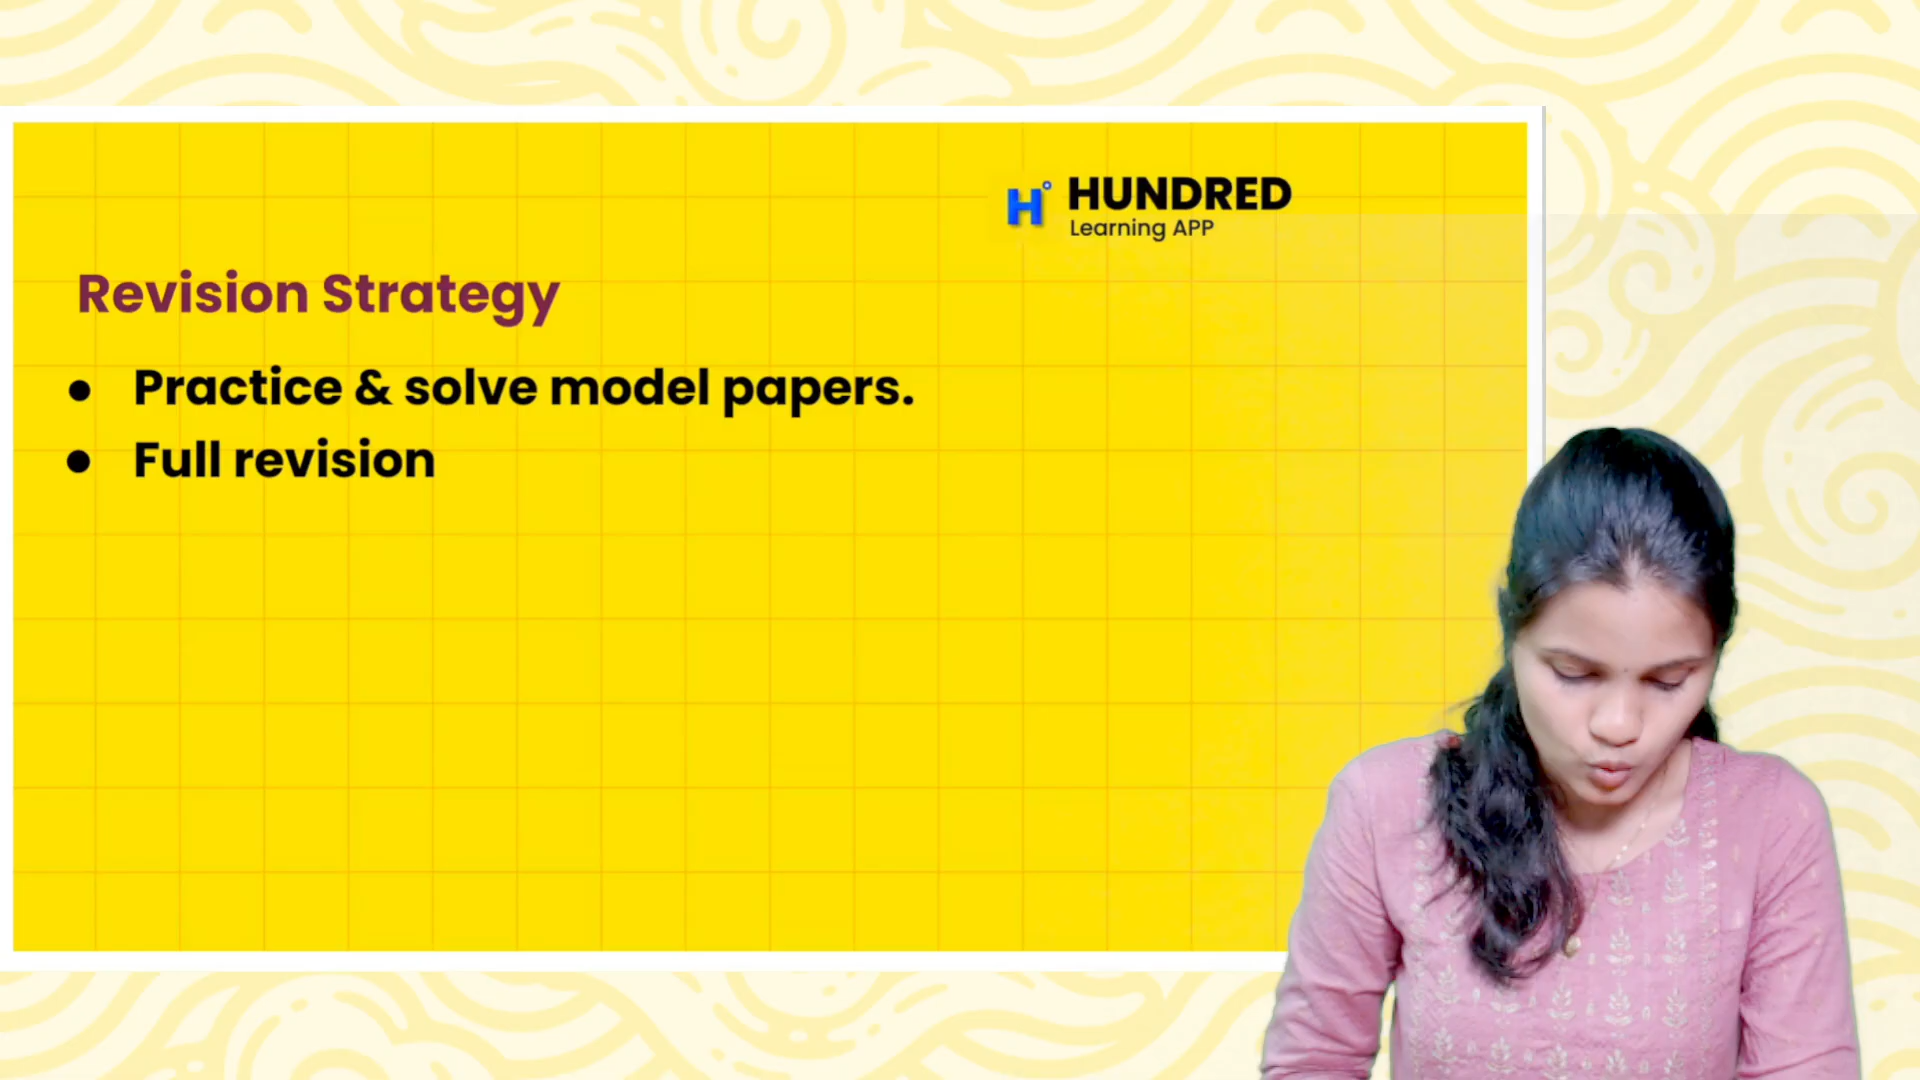 HUNDRED
Learning APP
Revision Strategy
● Practice & solve model papers.
● Full revision